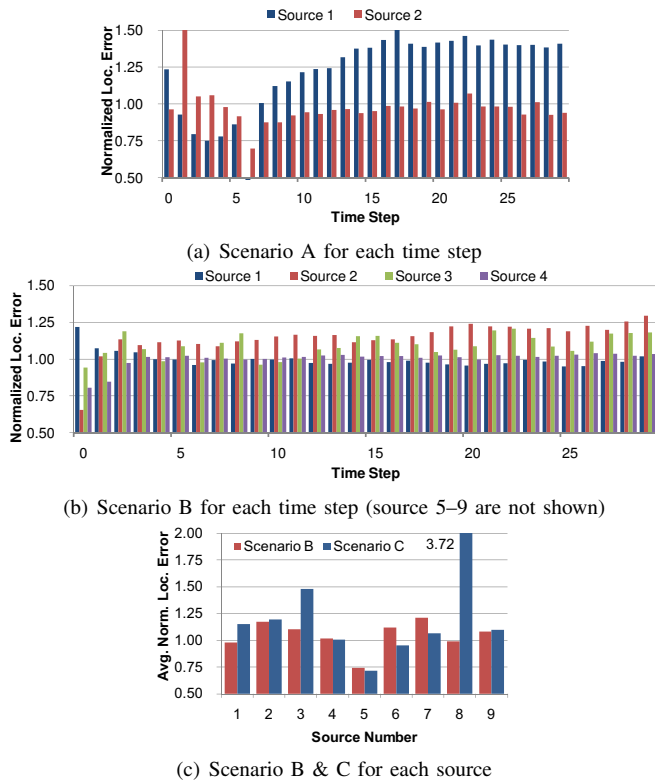 Source 1 Source 2
Normalized Loc. Error
1.50
1.25
1.00
0.75
0.50
0 5 10 15 20 25
Time Step
(a) Scenario A for each time step
Source 1 Source 2 Source 3 Source 4
Normalized Loc. Error
1.50
1.25
1.00
0.75
0.50
0 5 10 15 20 25
Time Step
(b) Scenario B for each time step (source 5–9 are not shown)
Avg. Norm. Loc. Error
2.00
Scenario B Scenario C 3.72
1.75
1.50
1.25
1.00
0.75
0.50
1 2 3 4 5 6 7 8 9
Source Number
(c) Scenario B & C for each source